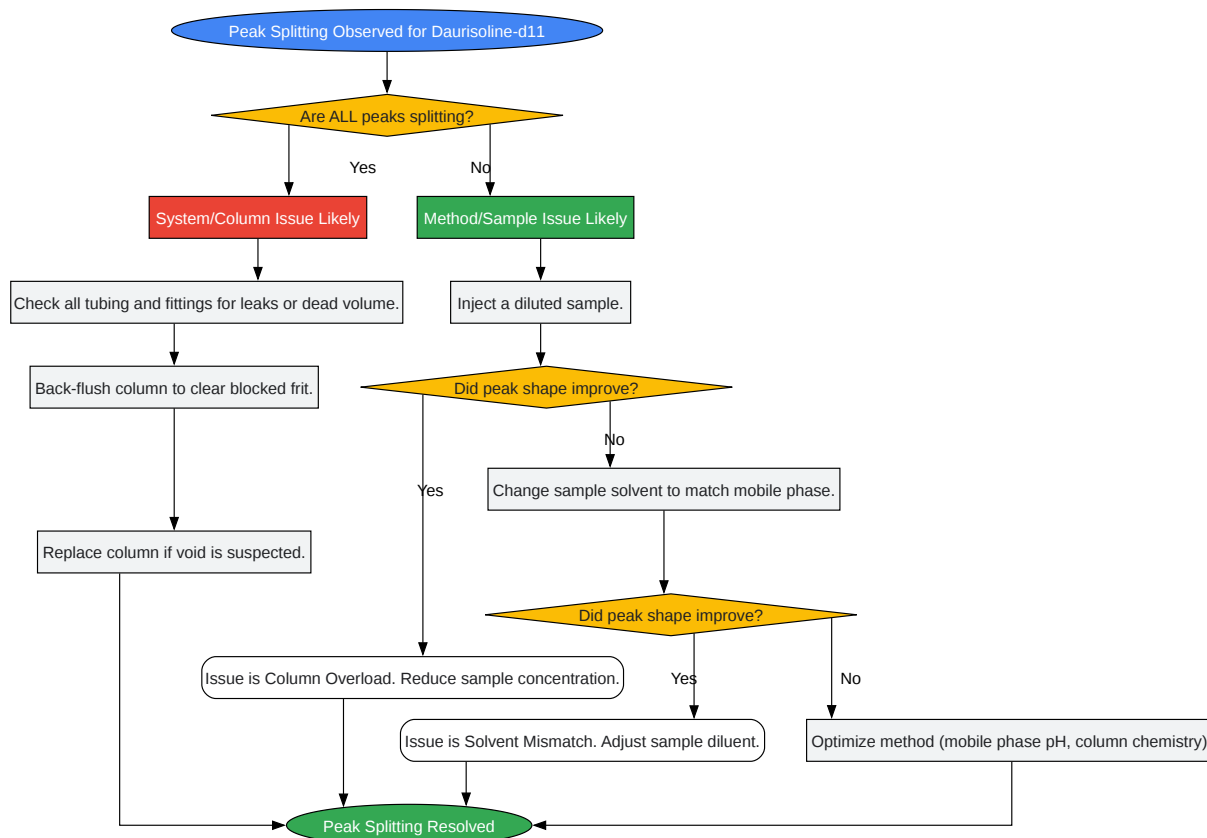 Peak Splitting Observed for Daurisoline-d11
Are ALL peaks splitting?
Yes
No
System/Column Issue Likely
Method/Sample Issue Likely
Check all tubing and fittings for leaks or dead volume.
Inject a diluted sample.
Back-flush column to clear blocked frit.
Did peak shape improve?
No
Yes
Change sample solvent to match mobile phase.
Replace column if void is suspected.
Did peak shape improve?
Issue is Column Overload. Reduce sample concentration.
Yes
No
Issue is Solvent Mismatch. Adjust sample diluent.
Optimize method (mobile phase pH, column chemistry)
Peak Splitting Resolved